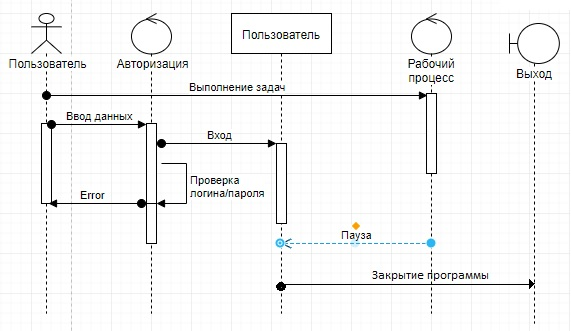 Пользователь
Авторизация
Пользователь
Рабочий
процесс
Выход
Выполнение задач
Ввод данных
Вход
Проверка
логина/пароля
Error
Пауза
Закрытие программы